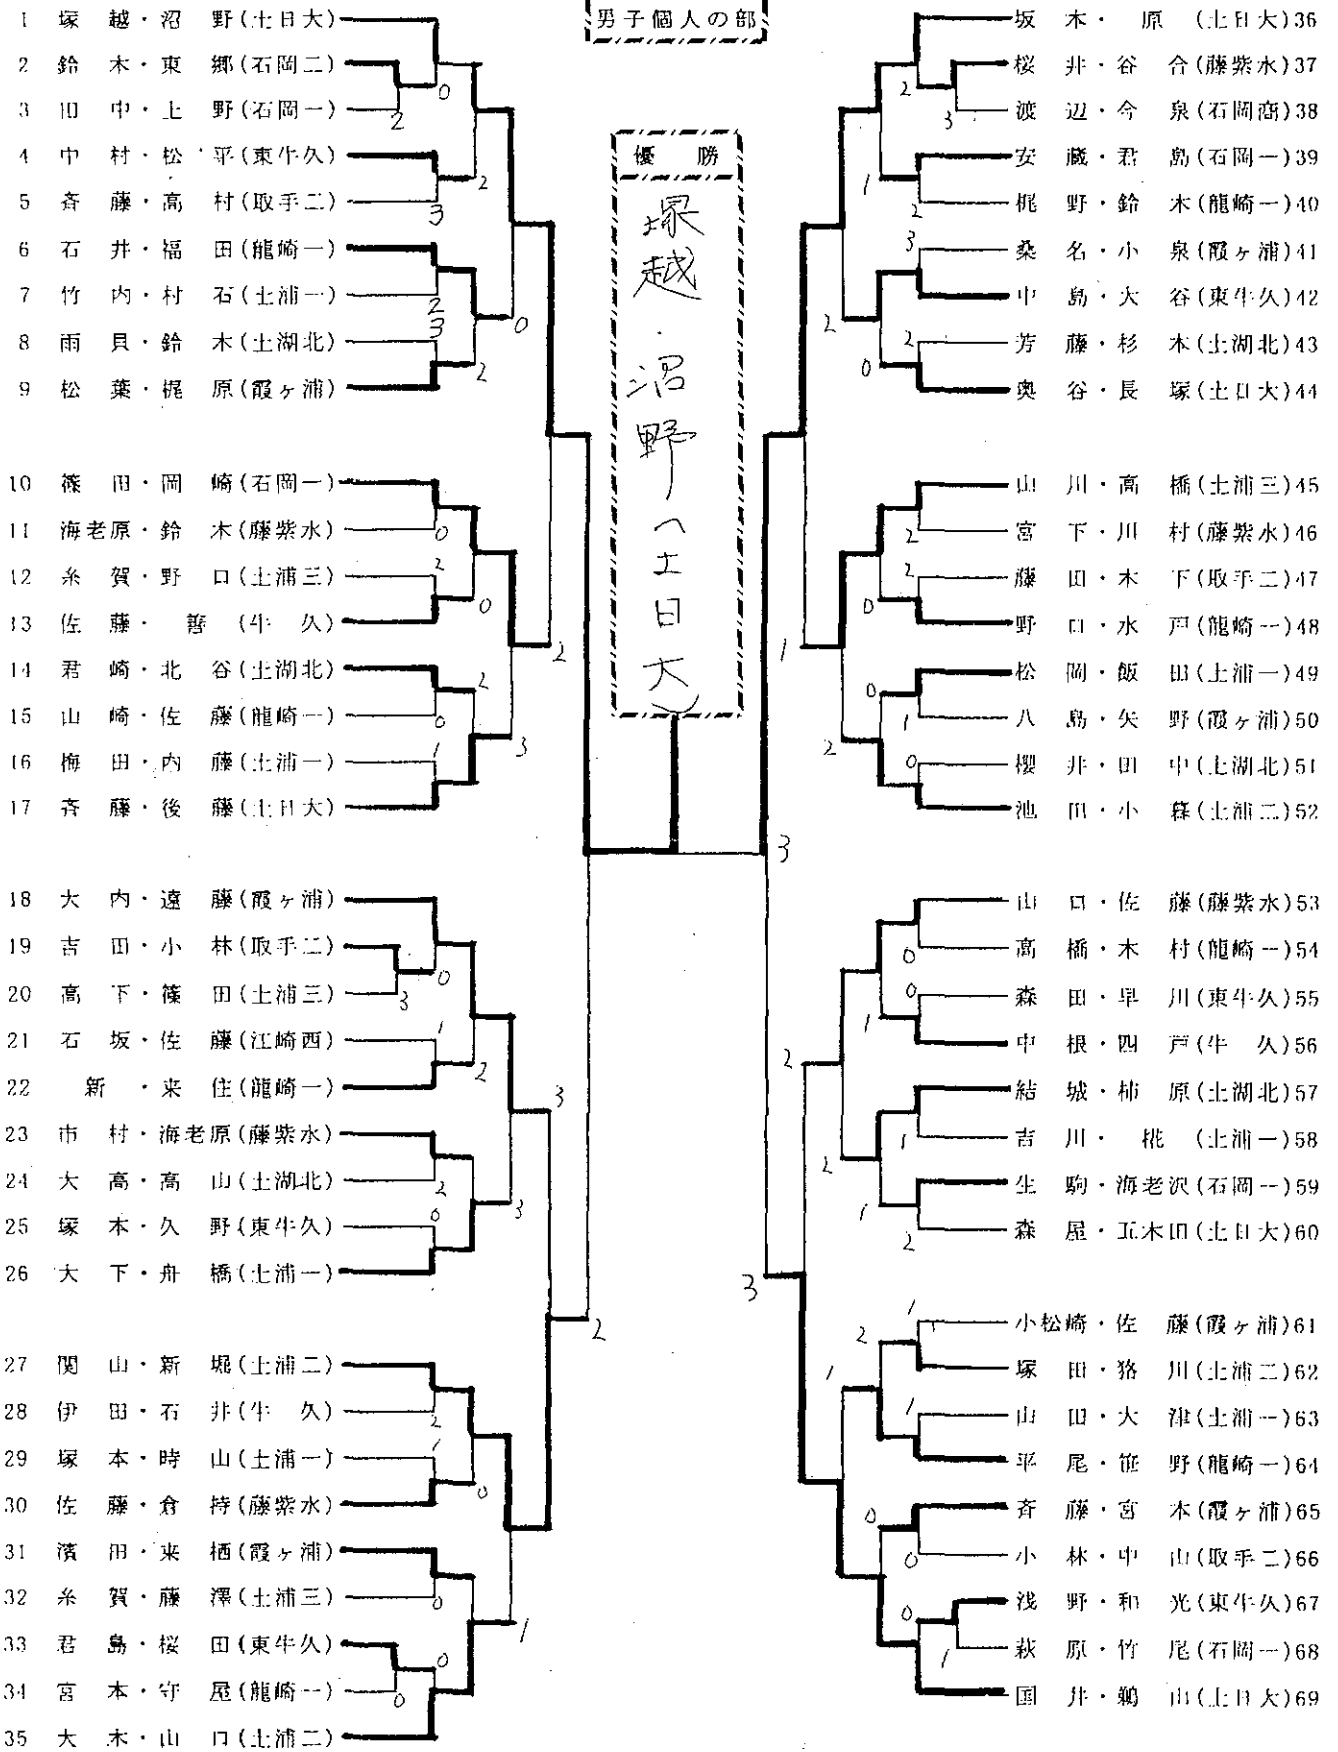 男子個人の部
優勝
塚越・沼野(土日大)
1 塚越・沼野(土日大)
2 鈴木・東郷(石岡二)
3 田中・上野(石岡一)
4 中村・松平(東牛久)
5 斉藤・高村(取手二)
6 石井・福田(龍崎一)
7 竹内・村石(土浦一)
8 雨貝・鈴木(土湖北)
9 松葉・梶原(霞ヶ浦)
10 篠田・岡崎(石岡一)
11 海老原・鈴木(藤紫水)
12 糸賀・野口(土浦三)
13 佐藤・善(牛久)
14 君崎・北谷(土湖北)
15 山崎・佐藤(龍崎一)
16 梅田・内藤(土浦一)
17 斉藤・後藤(土日大)
18 大内・遠藤(霞ヶ浦)
19 吉田・小林(取手二)
20 高下・篠田(土浦三)
21 石坂・佐藤(江崎西)
22 新・来住(龍崎一)
23 市村・海老原(藤紫水)
24 大高・高山(土湖北)
25 塚本・久野(東牛久)
26 大下・舟橋(土浦一)
27 関山・新堀(土浦二)
28 伊田・石井(牛久)
29 塚本・時山(土浦一)
30 佐藤・倉持(藤紫水)
31 濱田・来栖(霞ヶ浦)
32 糸賀・藤澤(土浦三)
33 君島・桜田(東牛久)
34 宮本・守屋(龍崎一)
35 大木・山口(土浦二)
坂木・原(土日大)36
桜井・谷合(藤紫水)37
渡辺・今泉(石岡商)38
安蔵・君島(石岡一)39
梶野・鈴木(龍崎一)40
桑名・小泉(霞ヶ浦)41
中島・大谷(東牛久)42
芳藤・杉本(土湖北)43
奥谷・長塚(土日大)44
山川・高橋(土浦三)45
宮下・川村(藤紫水)46
藤田・木下(取手二)47
野口・水戸(龍崎一)48
松岡・飯田(土浦一)49
八島・矢野(霞ヶ浦)50
櫻井・田中(土湖北)51
池田・小暮(土浦二)52
山口・佐藤(藤紫水)53
高橋・木村(龍崎一)54
森田・早川(東牛久)55
中根・四戸(牛久)56
結城・柿原(土湖北)57
吉川・桃(土浦一)58
生駒・海老沢(石岡一)59
森屋・五木田(土日大)60
小松崎・佐藤(霞ヶ浦)61
塚田・猪川(土浦二)62
山田・大津(土浦一)63
平尾・笹野(龍崎一)64
斉藤・宮本(霞ヶ浦)65
小林・中山(取手二)66
浅野・和光(東牛久)67
萩原・竹尾(石岡一)68
国井・鵜山(土日大)69